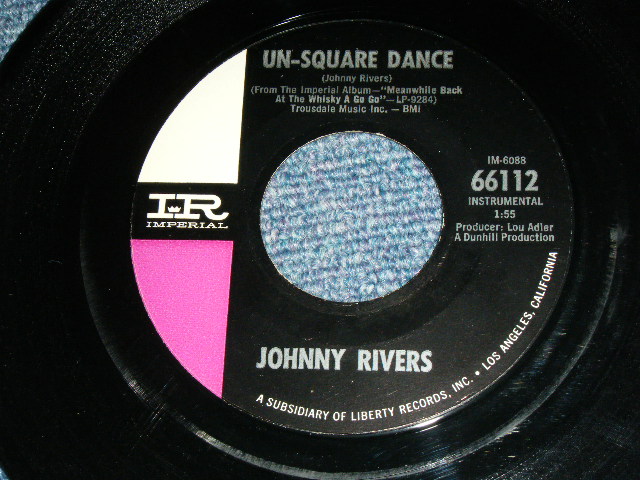 UN-SQUARE DANCE
(Johnny Rivers)
(From The Imperial Album—"Meanwhile Back
At The Whisky A Go Go"—LP-9284)
Trousdale Music Inc. — BMI
IM-6088
66112
INSTRUMENTAL
1:55
Producer: Lou Adler
A Dunhill Production
IR
IMPERIAL
JOHNNY RIVERS
A SUBSIDIARY OF LIBERTY RECORDS, INC. • LOS ANGELES, CALIFORNIA